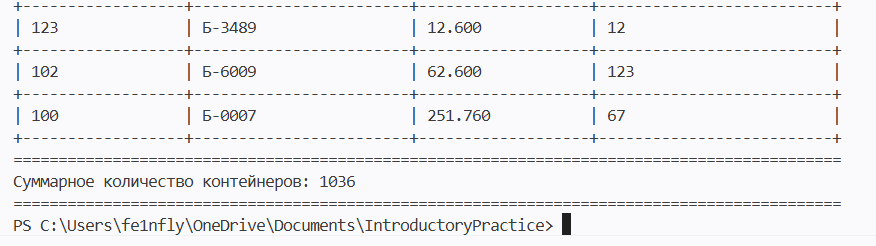 +------------------+------------------------+-------------------+--------------------------+
| 123              | Б-3489                 | 12.600            | 12                       |
+------------------+------------------------+-------------------+--------------------------+
| 102              | Б-6009                 | 62.600            | 123                      |
+------------------+------------------------+-------------------+--------------------------+
| 100              | Б-0007                 | 251.760           | 67                       |
+------------------+------------------------+-------------------+--------------------------+
============================================================================================
Суммарное количество контейнеров: 1036
============================================================================================
PS C:\Users\fe1nfly\OneDrive\Documents\IntroductoryPractice>